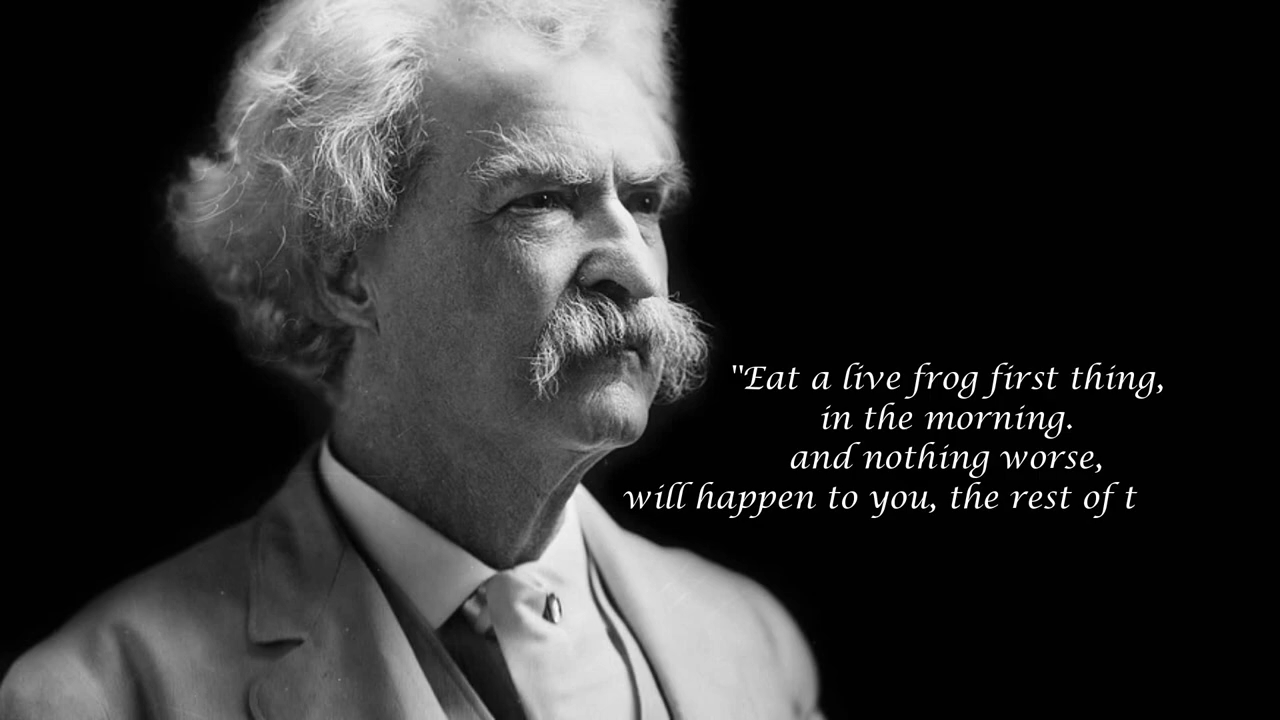 "Eat a live frog first thing,
in the morning.
and nothing worse,
will happen to you, the rest of t